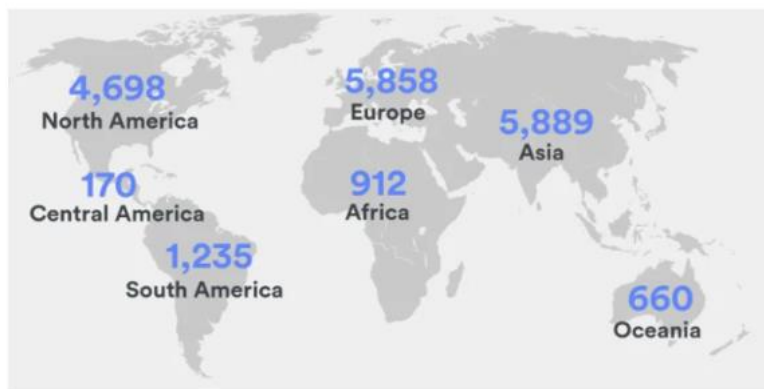 4,698
North America
5,858
Europe
5,889
Asia
170
Central America
912
Africa
1,235
South America
660
Oceania